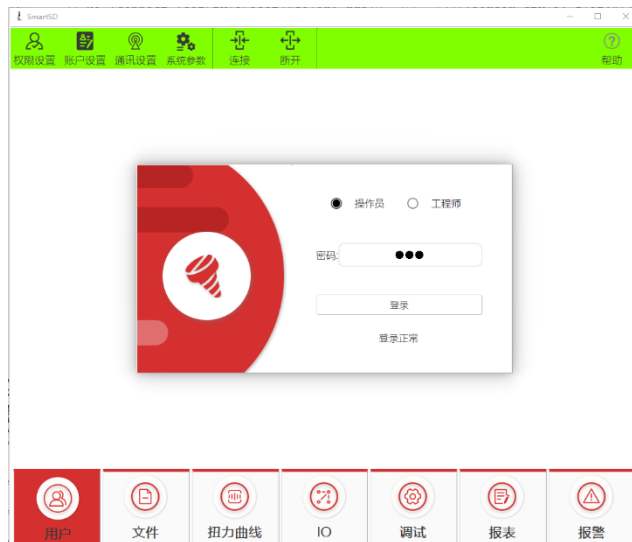 SmartSD
权限设置 账户设置 通讯设置 系统参数 连接 断开 帮助
操作员 工程师
密码:
登录
登录正常
用户 文件 扭力曲线 IO 调试 报表 报警